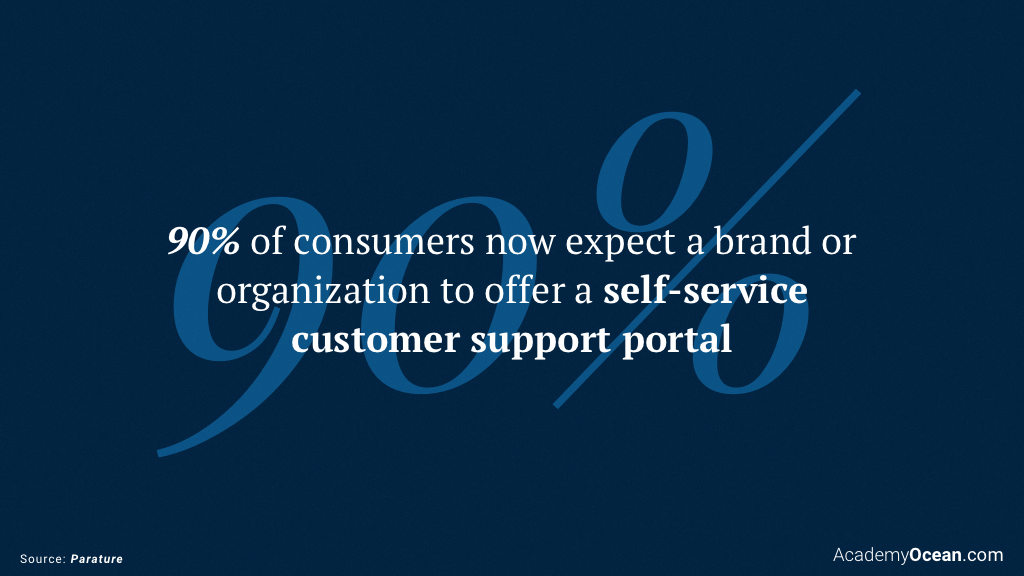 90%
90% of consumers now expect a brand or
organization to offer a self-service
customer support portal
Source: Parature
AcademyOcean.com